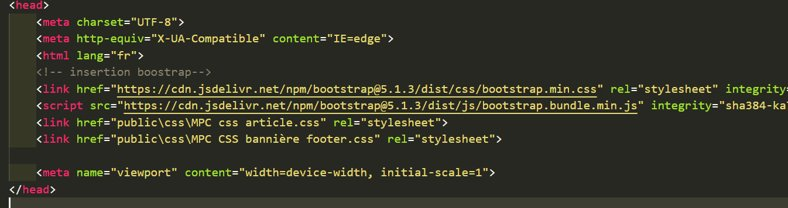 <head>
<meta charset="UTF-8">
<meta http-equiv="X-UA-Compatible" content="IE=edge">
<html lang="fr">
<!-- insertion boostrap-->
<link href="https://cdn.jsdelivr.net/npm/bootstrap@5.1.3/dist/css/bootstrap.min.css" rel="stylesheet" integrity=
<script src="https://cdn.jsdelivr.net/npm/bootstrap@5.1.3/dist/js/bootstrap.bundle.min.js" integrity="sha384-ka
<link href="public\css\MPC css article.css" rel="stylesheet">
<link href="public\css\MPC CSS bannière footer.css" rel="stylesheet">
<meta name="viewport" content="width=device-width, initial-scale=1">
</head>